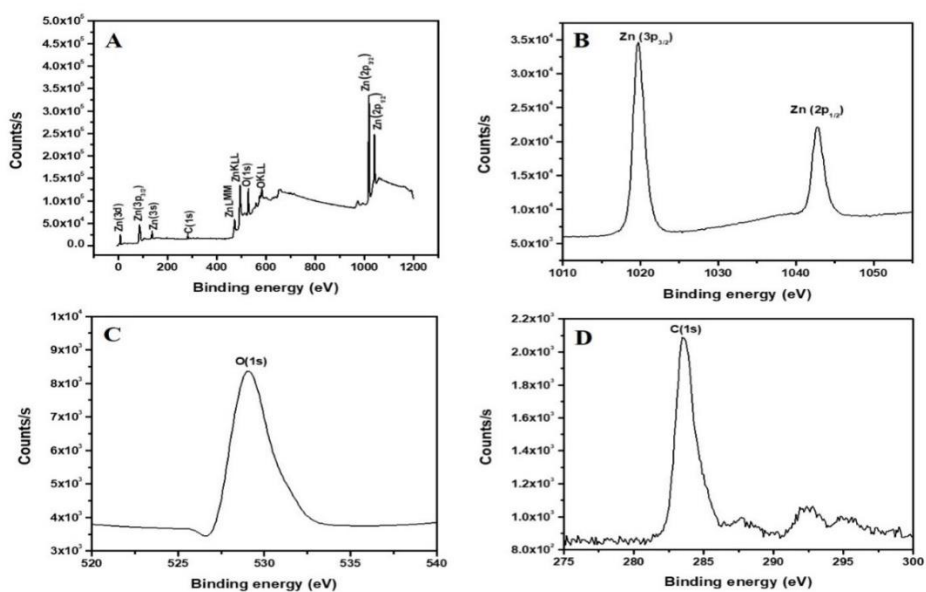 A
Counts/s
5.0x10⁵
4.5x10⁵
4.0x10⁵
3.5x10⁵
3.0x10⁵
2.5x10⁵
2.0x10⁵
1.5x10⁵
1.0x10⁵
5.0x10⁴
0.0
Zn(3d)
Zn(3p3/2)
Zn(3s)
C(1s)
ZnLMM
ZnKLL
O(1s)
OKLL
Zn(2p3/2)
Zn(2p1/2)
0 200 400 600 800 1000 1200
Binding energy (eV)
B
Counts/s
3.5x10⁴
3.0x10⁴
2.5x10⁴
2.0x10⁴
1.5x10⁴
1.0x10⁴
5.0x10³
Zn (3p3/2)
Zn (2p1/2)
1010 1020 1030 1040 1050
Binding energy (eV)
C
Counts/s
1x10⁴
9x10³
8x10³
6x10³
5x10³
4x10³
3x10³
O(1s)
520 525 530 535 540
Binding energy (eV)
D
Counts/s
2.2x10³
2.0x10³
1.8x10³
1.6x10³
1.4x10³
1.2x10³
1.0x10³
8.0x10²
C(1s)
275 280 285 290 295 300
Binding energy (eV)